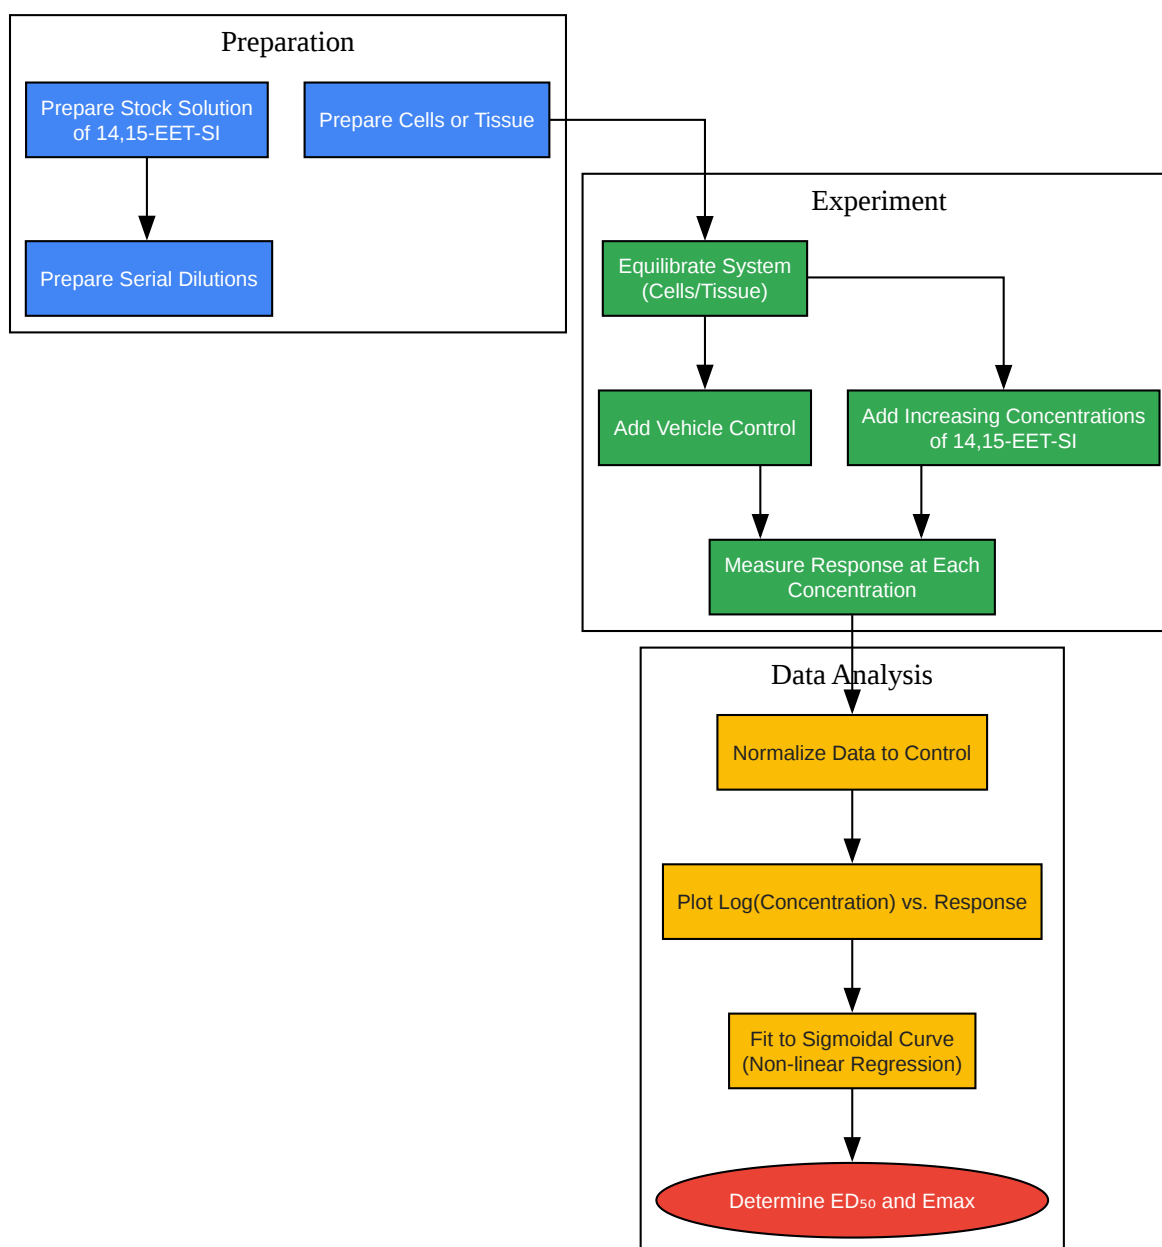 Preparation
Prepare Stock Solution
of 14,15-EET-SI
Prepare Cells or Tissue
Prepare Serial Dilutions
Experiment
Equilibrate System
(Cells/Tissue)
Add Vehicle Control
Add Increasing Concentrations
of 14,15-EET-SI
Measure Response at Each
Concentration
Data Analysis
Normalize Data to Control
Plot Log(Concentration) vs. Response
Fit to Sigmoidal Curve
(Non-linear Regression)
Determine ED₅₀ and Emax